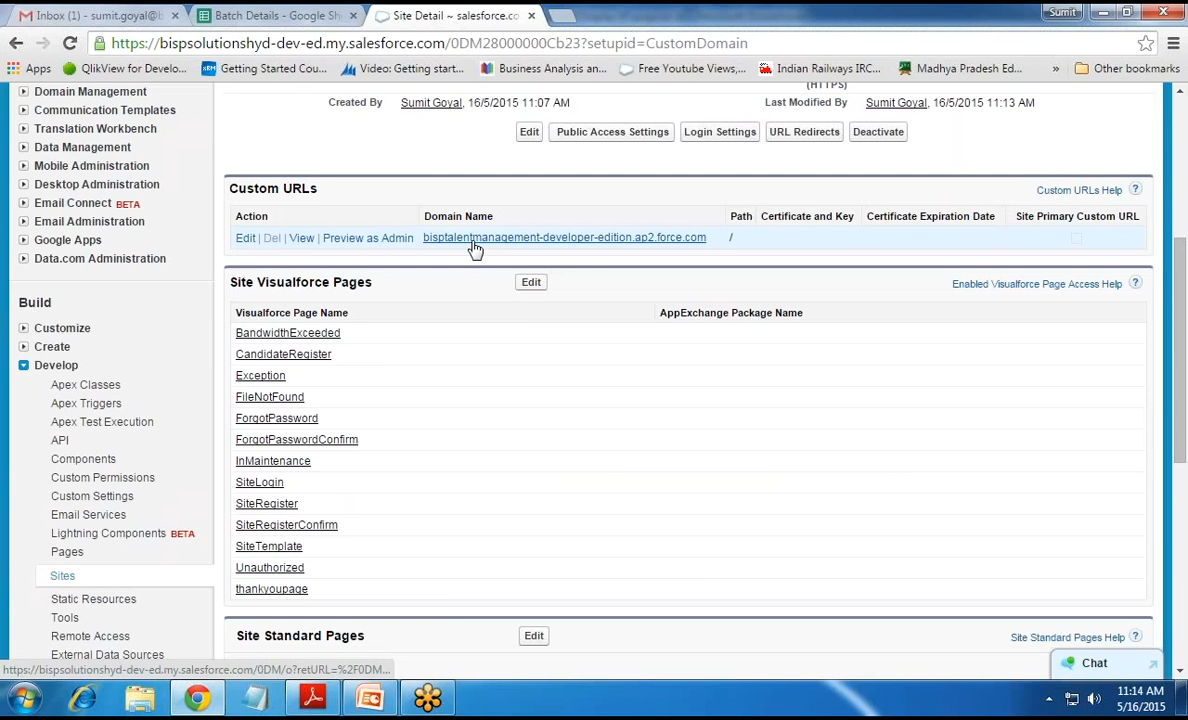 Inbox (1) - sumit.goyal@b
Batch Details - Google She
Site Detail ~ salesforce.co
Sumit
https://bispsolutionshyd-dev-ed.my.salesforce.com/0DM28000000Cb23?setupid=CustomDomain
Apps
QlikView for Develo...
Getting Started Cou...
Video: Getting start...
Business Analysis an...
Free Youtube Views,...
Indian Railways IRC...
Madhya Pradesh Ed...
»
Other bookmarks
Domain Management
Communication Templates
Translation Workbench
Data Management
Mobile Administration
Desktop Administration
Email Connect BETA
Email Administration
Google Apps
Data.com Administration
Build
Customize
Create
Develop
Apex Classes
Apex Triggers
Apex Test Execution
API
Components
Custom Permissions
Custom Settings
Email Services
Lightning Components BETA
Pages
Sites
Static Resources
Tools
Remote Access
External Data Sources
(HTTPS)
Created By Sumit Goyal, 16/5/2015 11:07 AM
Last Modified By Sumit Goyal, 16/5/2015 11:13 AM
Edit Public Access Settings Login Settings URL Redirects Deactivate
Custom URLs
Custom URLs Help ?
Action Domain Name Path Certificate and Key Certificate Expiration Date Site Primary Custom URL
Edit | Del | View | Preview as Admin bisptalentmanagement-developer-edition.ap2.force.com /
Site Visualforce Pages Edit
Enabled Visualforce Page Access Help ?
Visualforce Page Name AppExchange Package Name
BandwidthExceeded
CandidateRegister
Exception
FileNotFound
ForgotPassword
ForgotPasswordConfirm
InMaintenance
SiteLogin
SiteRegister
SiteRegisterConfirm
SiteTemplate
Unauthorized
thankyoupage
Site Standard Pages Edit
Site Standard Pages Help ?
Chat
https://bispsolutionshyd-dev-ed.my.salesforce.com/0DM/o?retURL=%2F0DM...
11:14 AM
5/16/2015